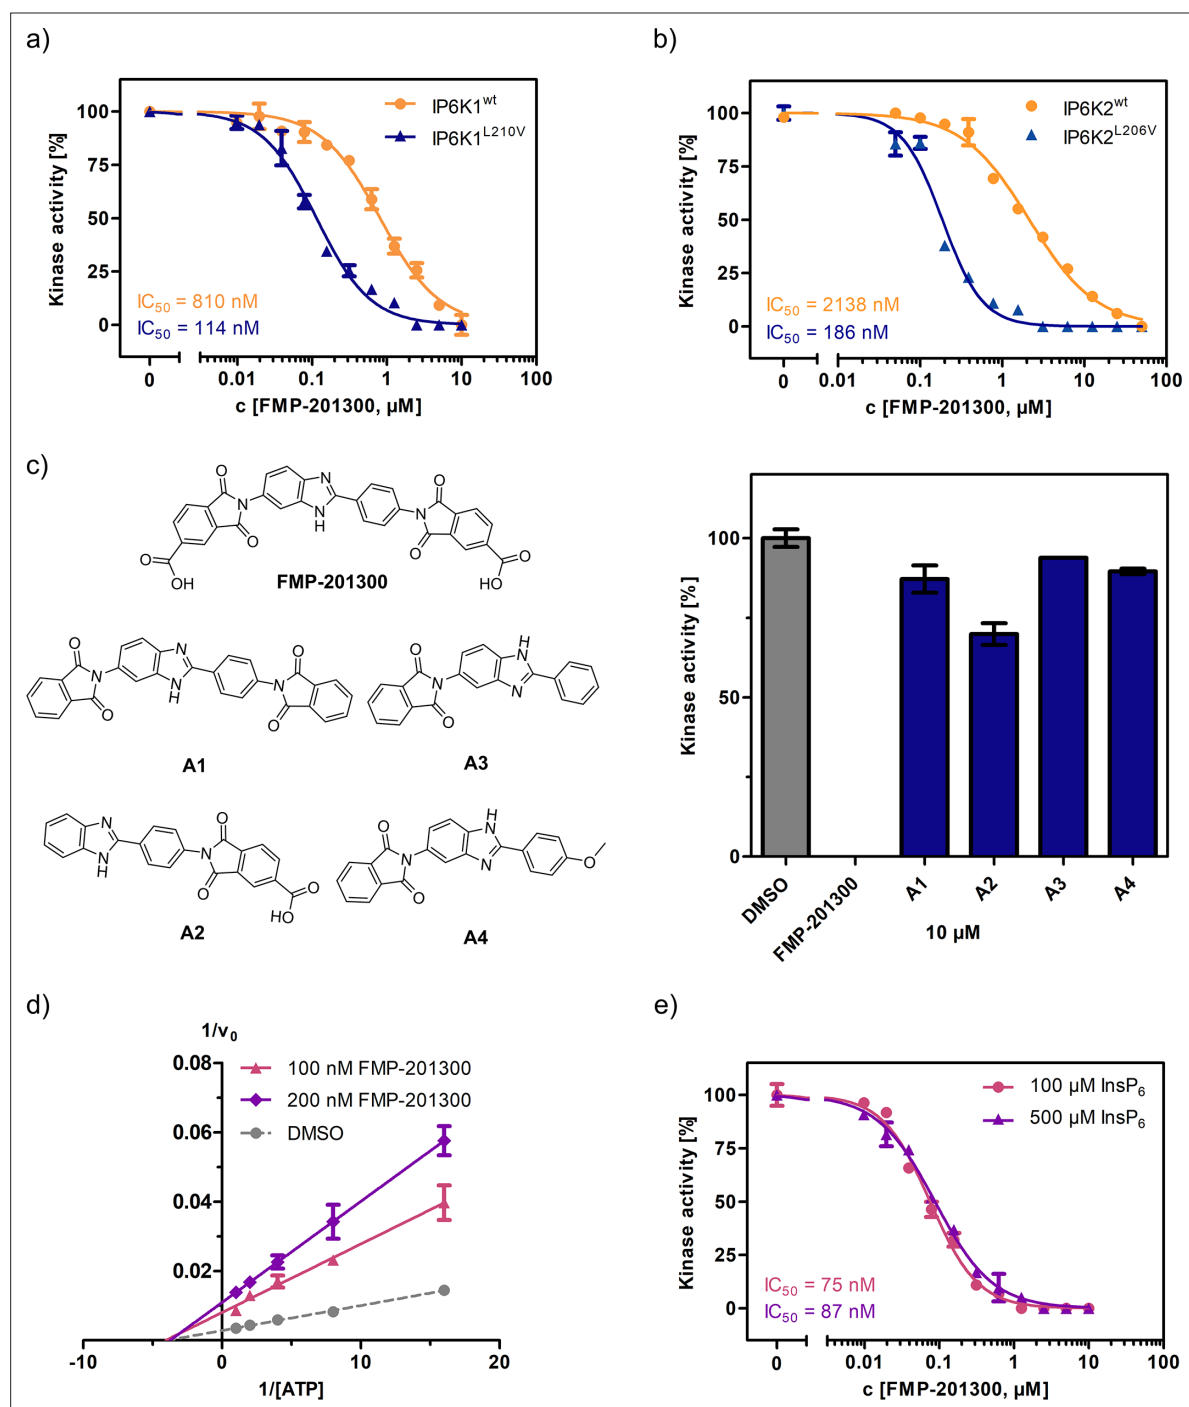 a)
Kinase activity [%]
100
75
50
25
0
IP6K1wt
IP6K1L210V
IC50 = 810 nM
IC50 = 114 nM
0 0.01 0.1 1 10 100
c [FMP-201300, µM]
b)
Kinase activity [%]
100
75
50
25
0
IP6K2wt
IP6K2L206V
IC50 = 2138 nM
IC50 = 186 nM
0 0.01 0.1 1 10 100
c [FMP-201300, µM]
c)
O N O
N N
O N H O
O O
OH HO
FMP-201300
O N O
N N
O N H O
A1
O H N
N
O N
A3
N O
N
N H O
O
HO
A2
O H N
N
O N O
A4
Kinase activity [%]
100
50
0
DMSO
FMP-201300
A1
A2
A3
A4
10 µM
d)
1/v0
0.08
0.06
0.04
0.02
100 nM FMP-201300
200 nM FMP-201300
DMSO
-10 0 10 20
1/[ATP]
e)
Kinase activity [%]
100
75
50
25
0
100 µM InsP6
500 µM InsP6
IC50 = 75 nM
IC50 = 87 nM
0 0.01 0.1 1 10 100
c [FMP-201300, µM]